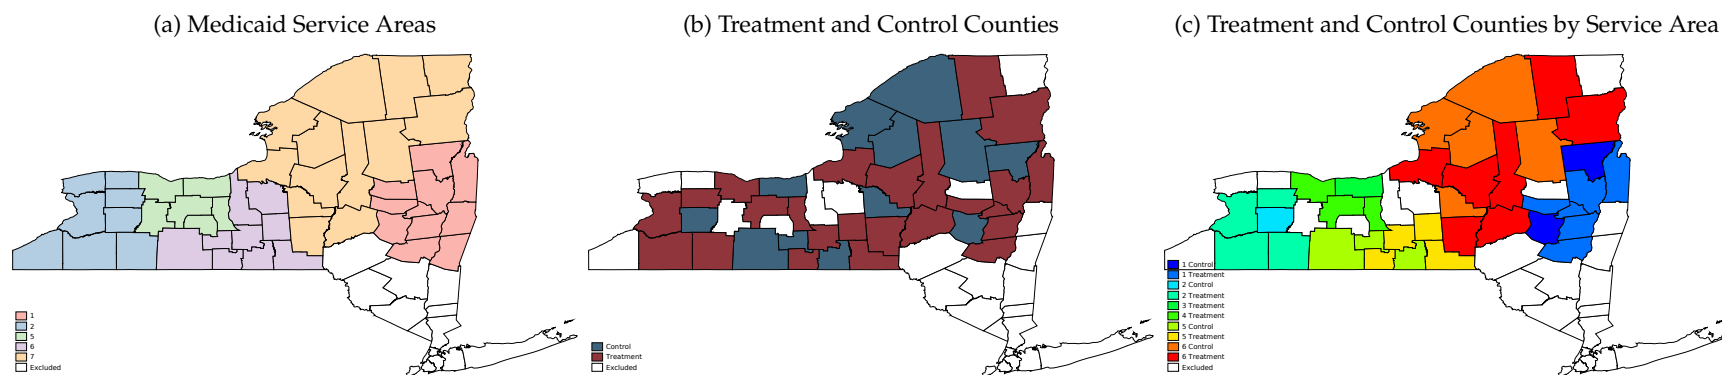 (a) Medicaid Service Areas
1
2
5
6
7
Excluded
(b) Treatment and Control Counties
Control
Treatment
Excluded
(c) Treatment and Control Counties by Service Area
1 Control
1 Treatment
2 Control
2 Treatment
3 Treatment
4 Treatment
5 Control
5 Treatment
6 Control
6 Treatment
Excluded